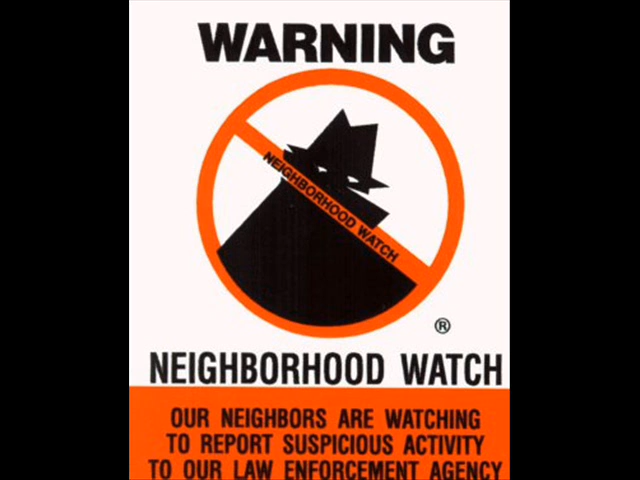 WARNING
NEIGHBORHOOD WATCH
®
NEIGHBORHOOD WATCH
OUR NEIGHBORS ARE WATCHING
TO REPORT SUSPICIOUS ACTIVITY
TO OUR LAW ENFORCEMENT AGENCY